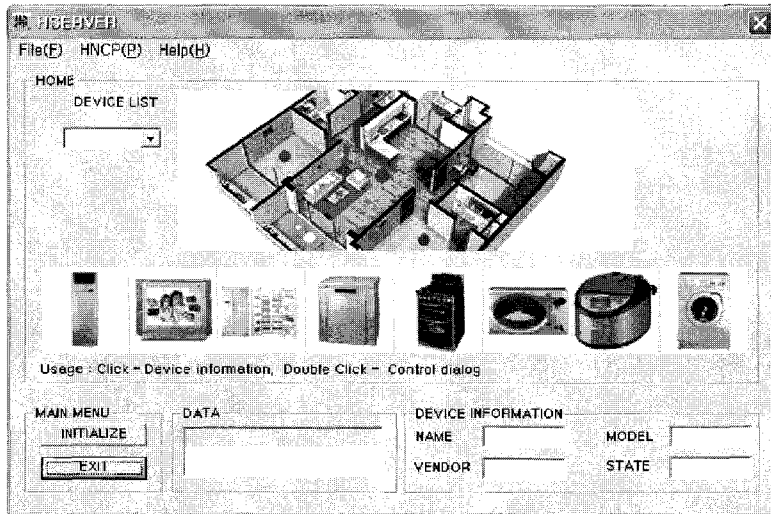 HSERVER
File(F) HNCP(P) Help(H)
HOME
DEVICE LIST
Usage : Click - Device information, Double Click - Control dialog
MAIN MENU
INITIALIZE
EXIT
DATA
DEVICE INFORMATION
NAME
MODEL
VENDOR
STATE